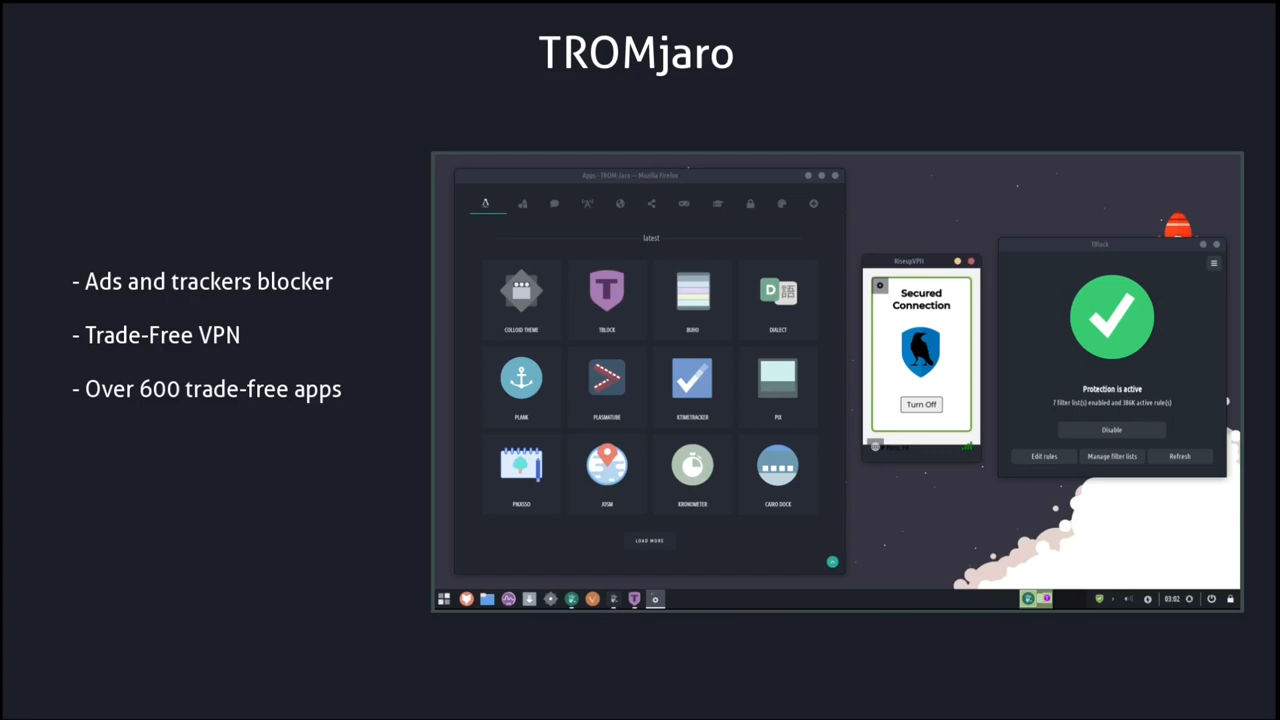 TROMjaro
- Ads and trackers blocker
- Trade-Free VPN
- Over 600 trade-free apps
Apps - TROM-Jaro — Mozilla Firefox
latest
COLLOID THEME
TBLOCK
BUHO
DIALECT
PLANK
PLASMATUBE
KTIMETRACKER
PIX
PIKASSO
JOSM
KRONOMETER
CAIRO DOCK
LOAD MORE
RiseupVPN
Secured
Connection
Turn Off
TBlock
Protection is active
7 filter list(s) enabled and 386K active rule(s)
Disable
Edit rules
Manage filter lists
Refresh
03:02